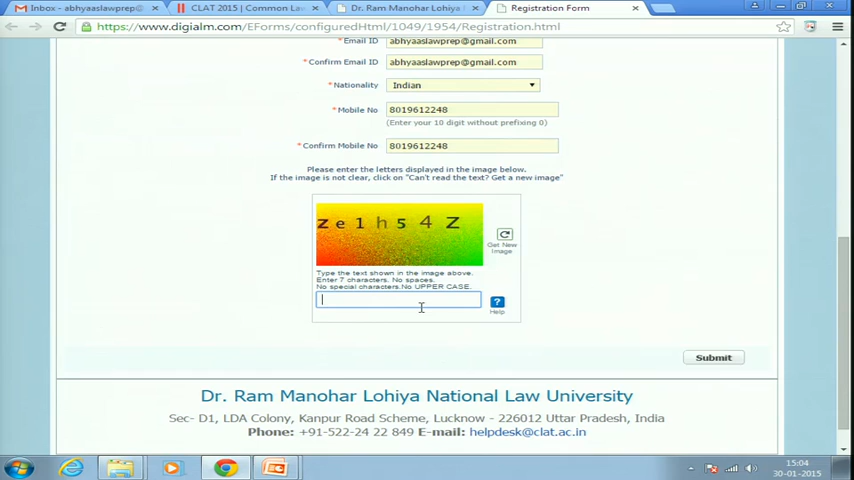 Inbox - abhyaaslawprep@
CLAT 2015 | Common La
Dr. Ram Manohar Lohiya
Registration Form
https://www.digialm.com/EForms/configuredHtml/1049/1954/Registration.html
*Email ID abhyaaslawprep@gmail.com
*Confirm Email ID abhyaaslawprep@gmail.com
*Nationality Indian
*Mobile No 8019612248
(Enter your 10 digit without prefixing 0)
*Confirm Mobile No 8019612248
Please enter the letters displayed in the image below.
If the image is not clear, click on "Can't read the text? Get a new image"
z e 1 h 5 4 z
Get New
Image
Type the text shown in the image above.
Enter 7 characters. No spaces.
No special characters.No UPPER CASE.
?
Help
Submit
Dr. Ram Manohar Lohiya National Law University
Sec- D1, LDA Colony, Kanpur Road Scheme, Lucknow - 226012 Uttar Pradesh, India
Phone: +91-522-24 22 849 E-mail: helpdesk@clat.ac.in
15:04
30-01-2015